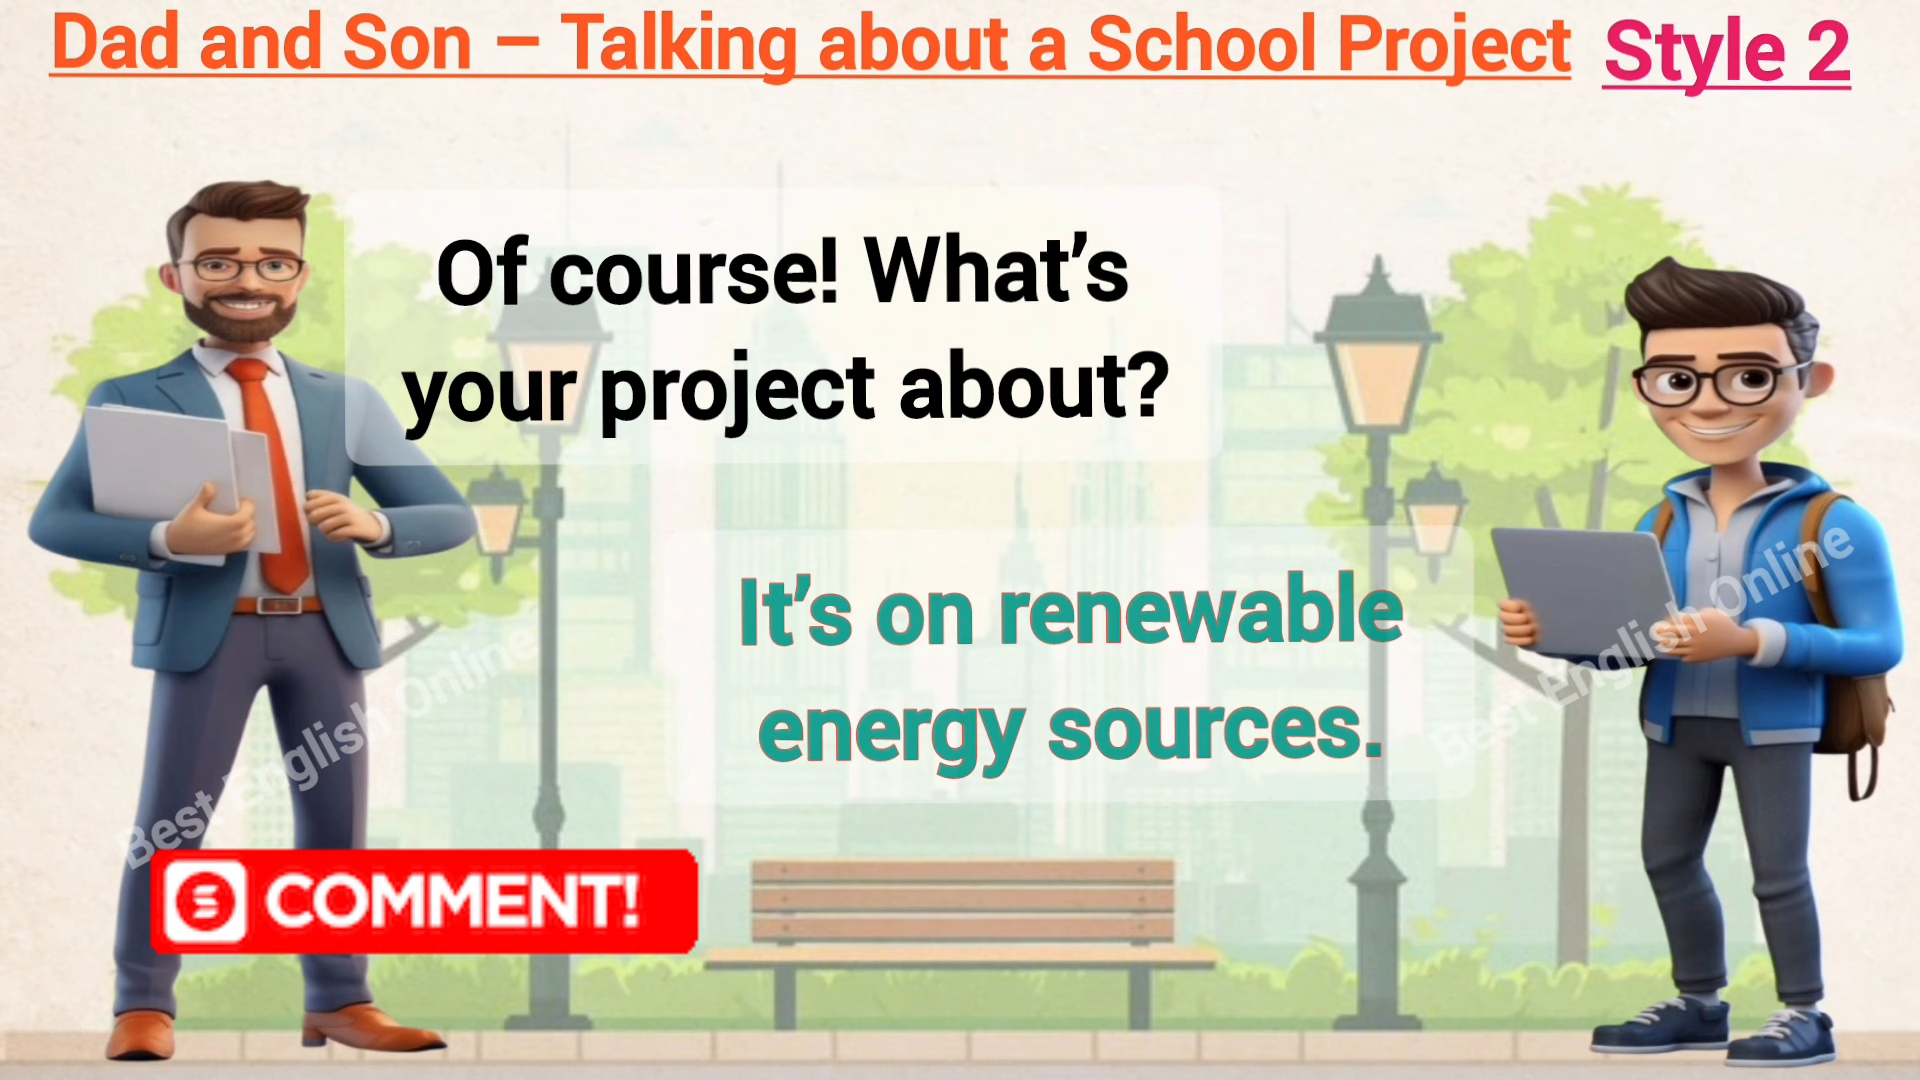 Dad and Son – Talking about a School Project Style 2
Of course! What’s
your project about?
It’s on renewable
energy sources.
Best English Online
Best English Online
COMMENT!